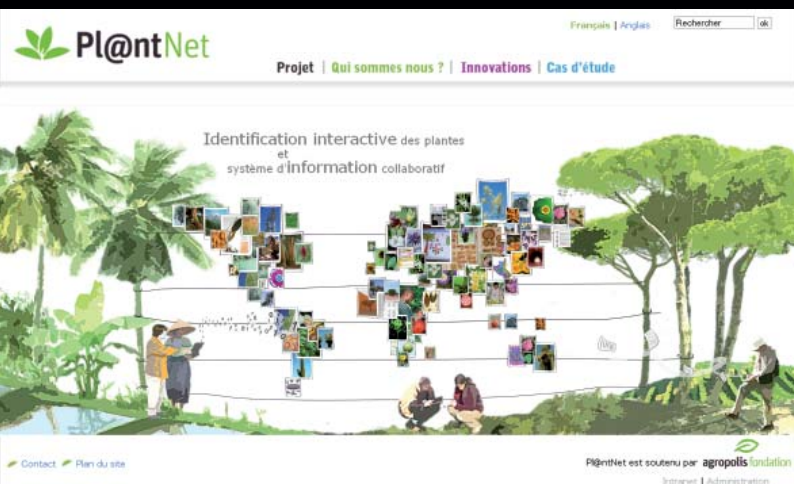 Français | Anglais
Rechercher
ok
Pl@ntNet
Projet | Qui sommes nous ? | Innovations | Cas d'étude
Identification interactive des plantes
et
système d'information collaboratif
Contact
Plan du site
Pl@ntNet est soutenu par agropolis fondation
Intranet | Administration